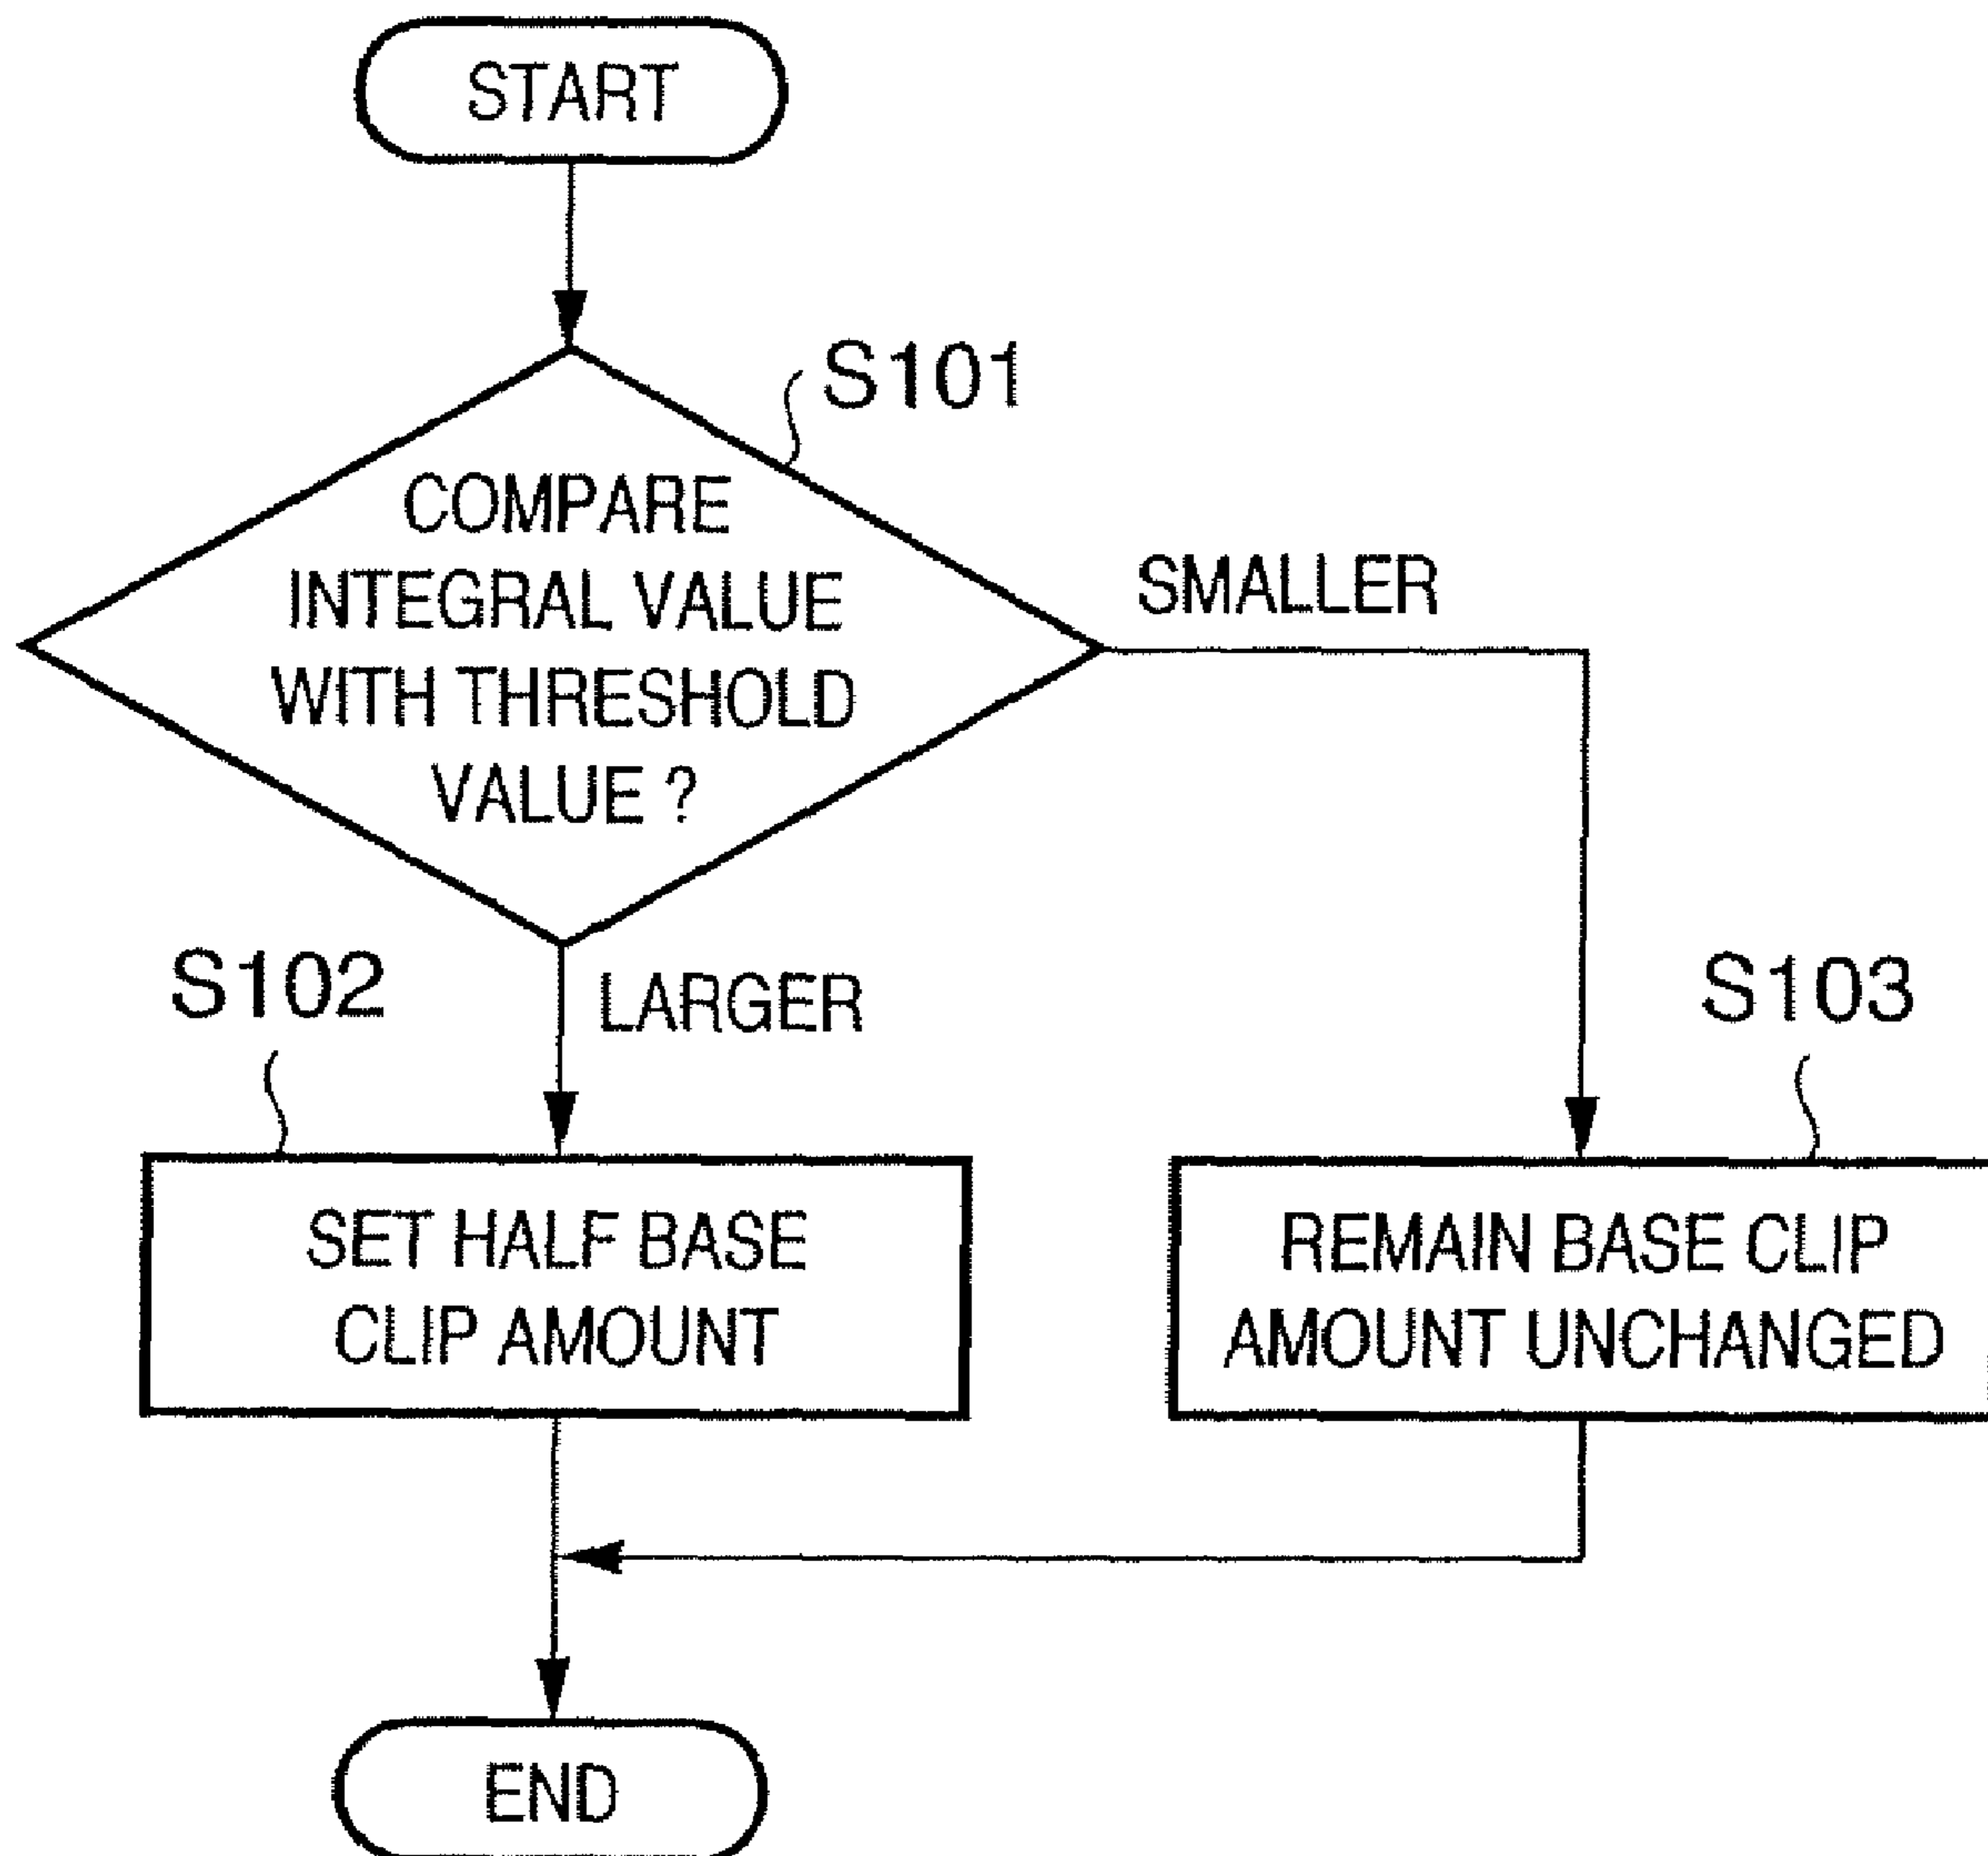 START
S101
COMPARE
INTEGRAL VALUE
WITH THRESHOLD
VALUE ?
SMALLER
LARGER
S102
S103
SET HALF BASE
CLIP AMOUNT
REMAIN BASE CLIP
AMOUNT UNCHANGED
END